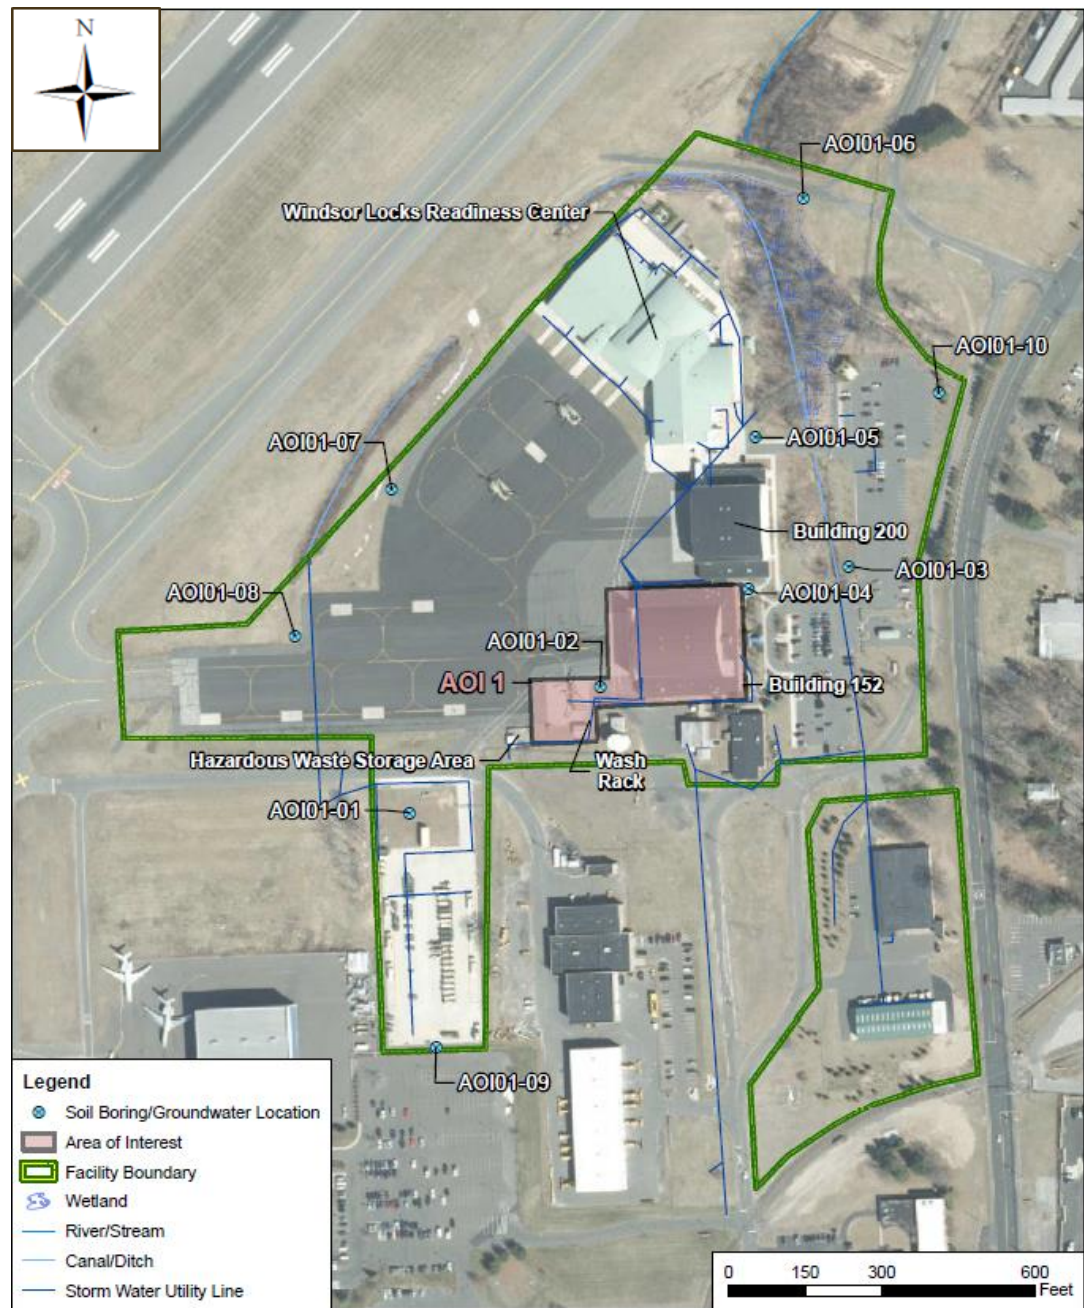 N
AOI01-06
Windsor Locks Readiness Center
AOI01-10
AOI01-07
AOI01-05
Building 200
AOI01-03
AOI01-08
AOI01-04
AOI01-02
AOI 1
Building 152
Hazardous Waste Storage Area
Wash
Rack
AOI01-01
AOI01-09
Legend
Soil Boring/Groundwater Location
Area of Interest
Facility Boundary
Wetland
River/Stream
Canal/Ditch
Storm Water Utility Line
0 150 300 600
Feet